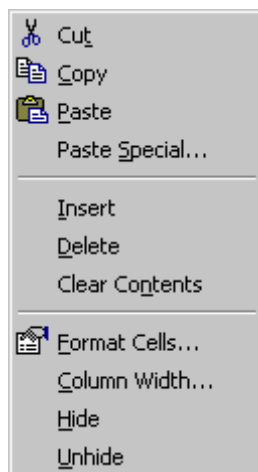 Cut
Copy
Paste
Paste Special...
Insert
Delete
Clear Contents
Format Cells...
Column Width...
Hide
Unhide